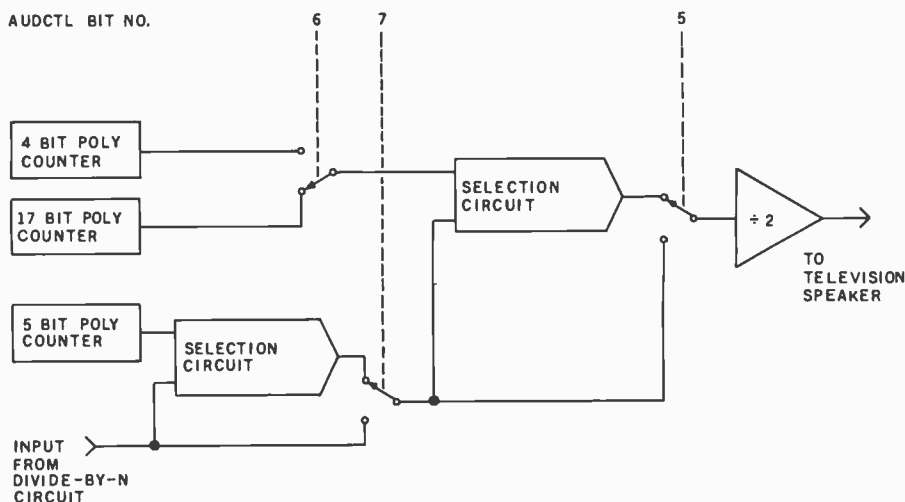 AUDCTL BIT NO.
6
7
5
4 BIT POLY
COUNTER
17 BIT POLY
COUNTER
SELECTION
CIRCUIT
÷ 2
TO
TELEVISION
SPEAKER
5 BIT POLY
COUNTER
SELECTION
CIRCUIT
INPUT
FROM
DIVIDE-BY-N
CIRCUIT